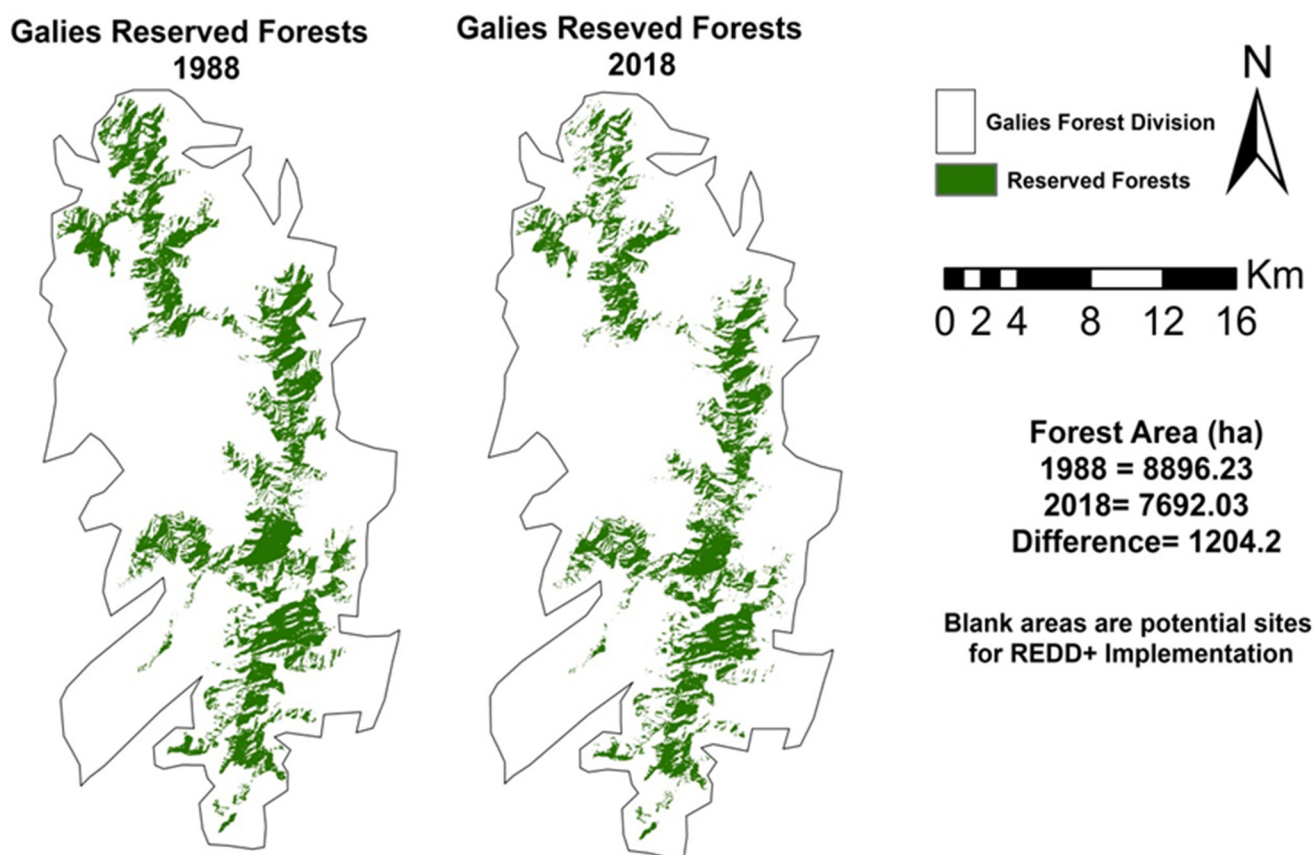 Galies Reserved Forests
1988
Galies Reseved Forests
2018
N
Galies Forest Division
Reserved Forests
Km
0 2 4 8 12 16
Forest Area (ha)
1988 = 8896.23
2018= 7692.03
Difference= 1204.2
Blank areas are potential sites
for REDD+ Implementation